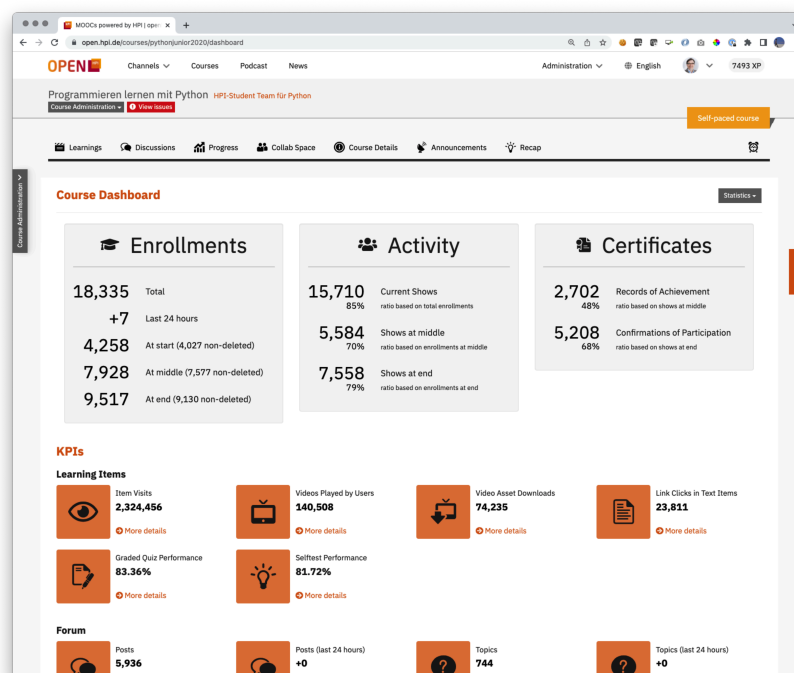 MOOCs powered by HPI | open
open.hpi.de/courses/pythonjunior2020/dashboard
OPEN
Channels
Courses
Podcast
News
Administration
English
7493 XP
Programmieren lernen mit Python HPI-Student Team für Python
Course Administration
View issues
Self-paced course
Learnings
Discussions
Progress
Collab Space
Course Details
Announcements
Recap
Course Administration
Course Dashboard
Statistics
Enrollments
18,335 Total
+7 Last 24 hours
4,258 At start (4,027 non-deleted)
7,928 At middle (7,577 non-deleted)
9,517 At end (9,130 non-deleted)
Activity
15,710 Current Shows
85% ratio based on total enrollments
5,584 Shows at middle
70% ratio based on enrollments at middle
7,558 Shows at end
79% ratio based on enrollments at end
Certificates
2,702 Records of Achievement
48% ratio based on shows at middle
5,208 Confirmations of Participation
68% ratio based on shows at end
KPIs
Learning Items
Item Visits
2,324,456
More details
Videos Played by Users
140,508
More details
Video Asset Downloads
74,235
More details
Link Clicks in Text Items
23,811
More details
Graded Quiz Performance
83.36%
More details
Selftest Performance
81.72%
More details
Forum
Posts
5,936
Posts (last 24 hours)
+0
Topics
744
Topics (last 24 hours)
+0